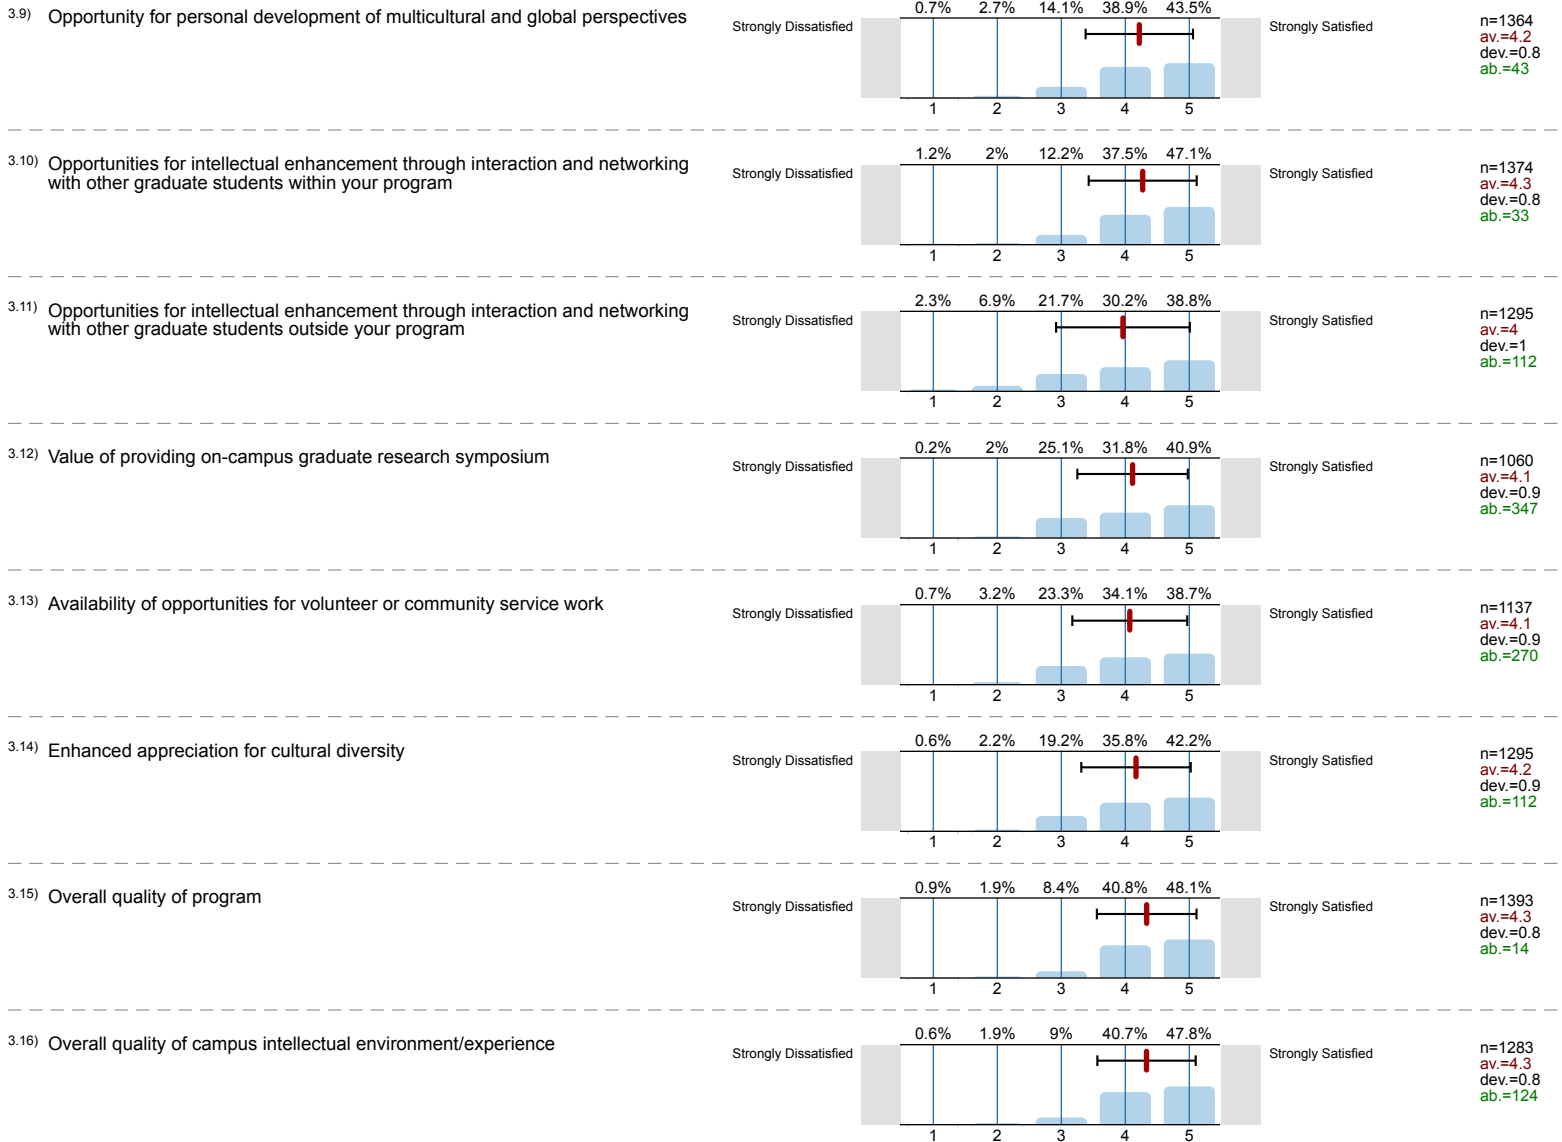 3.9) Opportunity for personal development of multicultural and global perspectives
Strongly Dissatisfied
0.7% 2.7% 14.1% 38.9% 43.5%
1 2 3 4 5
Strongly Satisfied
n=1364
av.=4.2
dev.=0.8
ab.=43
3.10) Opportunities for intellectual enhancement through interaction and networking
with other graduate students within your program
Strongly Dissatisfied
1.2% 2% 12.2% 37.5% 47.1%
1 2 3 4 5
Strongly Satisfied
n=1374
av.=4.3
dev.=0.8
ab.=33
3.11) Opportunities for intellectual enhancement through interaction and networking
with other graduate students outside your program
Strongly Dissatisfied
2.3% 6.9% 21.7% 30.2% 38.8%
1 2 3 4 5
Strongly Satisfied
n=1295
av.=4
dev.=1
ab.=112
3.12) Value of providing on-campus graduate research symposium
Strongly Dissatisfied
0.2% 2% 25.1% 31.8% 40.9%
1 2 3 4 5
Strongly Satisfied
n=1060
av.=4.1
dev.=0.9
ab.=347
3.13) Availability of opportunities for volunteer or community service work
Strongly Dissatisfied
0.7% 3.2% 23.3% 34.1% 38.7%
1 2 3 4 5
Strongly Satisfied
n=1137
av.=4.1
dev.=0.9
ab.=270
3.14) Enhanced appreciation for cultural diversity
Strongly Dissatisfied
0.6% 2.2% 19.2% 35.8% 42.2%
1 2 3 4 5
Strongly Satisfied
n=1295
av.=4.2
dev.=0.9
ab.=112
3.15) Overall quality of program
Strongly Dissatisfied
0.9% 1.9% 8.4% 40.8% 48.1%
1 2 3 4 5
Strongly Satisfied
n=1393
av.=4.3
dev.=0.8
ab.=14
3.16) Overall quality of campus intellectual environment/experience
Strongly Dissatisfied
0.6% 1.9% 9% 40.7% 47.8%
1 2 3 4 5
Strongly Satisfied
n=1283
av.=4.3
dev.=0.8
ab.=124